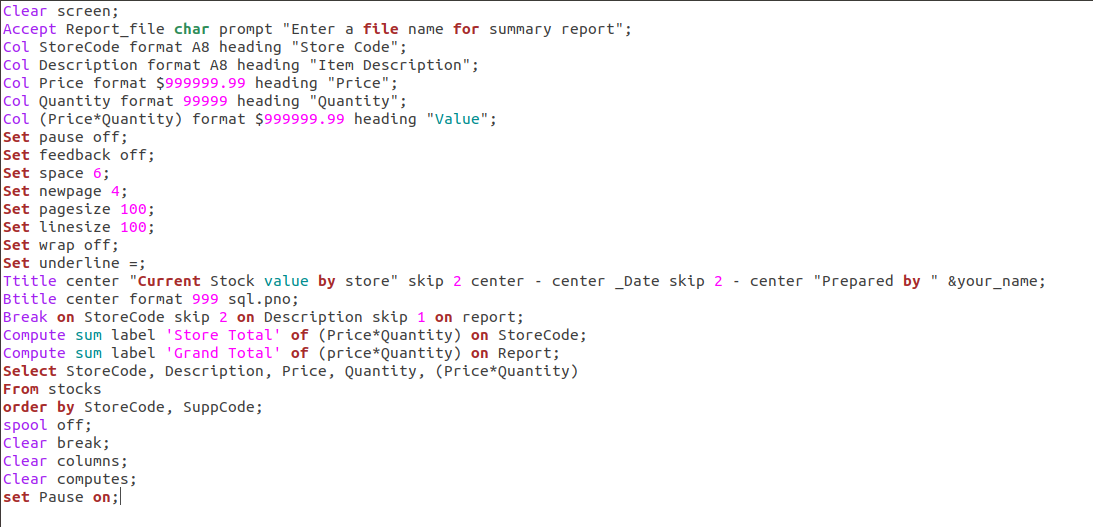 Clear screen;
Accept Report_file char prompt "Enter a file name for summary report";
Col StoreCode format A8 heading "Store Code";
Col Description format A8 heading "Item Description";
Col Price format $999999.99 heading "Price";
Col Quantity format 99999 heading "Quantity";
Col (Price*Quantity) format $999999.99 heading "Value";
Set pause off;
Set feedback off;
Set space 6;
Set newpage 4;
Set pagesize 100;
Set linesize 100;
Set wrap off;
Set underline =;
Ttitle center "Current Stock value by store" skip 2 center - center _Date skip 2 - center "Prepared by " &your_name;
Btitle center format 999 sql.pno;
Break on StoreCode skip 2 on Description skip 1 on report;
Compute sum label 'Store Total' of (Price*Quantity) on StoreCode;
Compute sum label 'Grand Total' of (price*Quantity) on Report;
Select StoreCode, Description, Price, Quantity, (Price*Quantity)
From stocks
order by StoreCode, SuppCode;
spool off;
Clear break;
Clear columns;
Clear computes;
set Pause on;